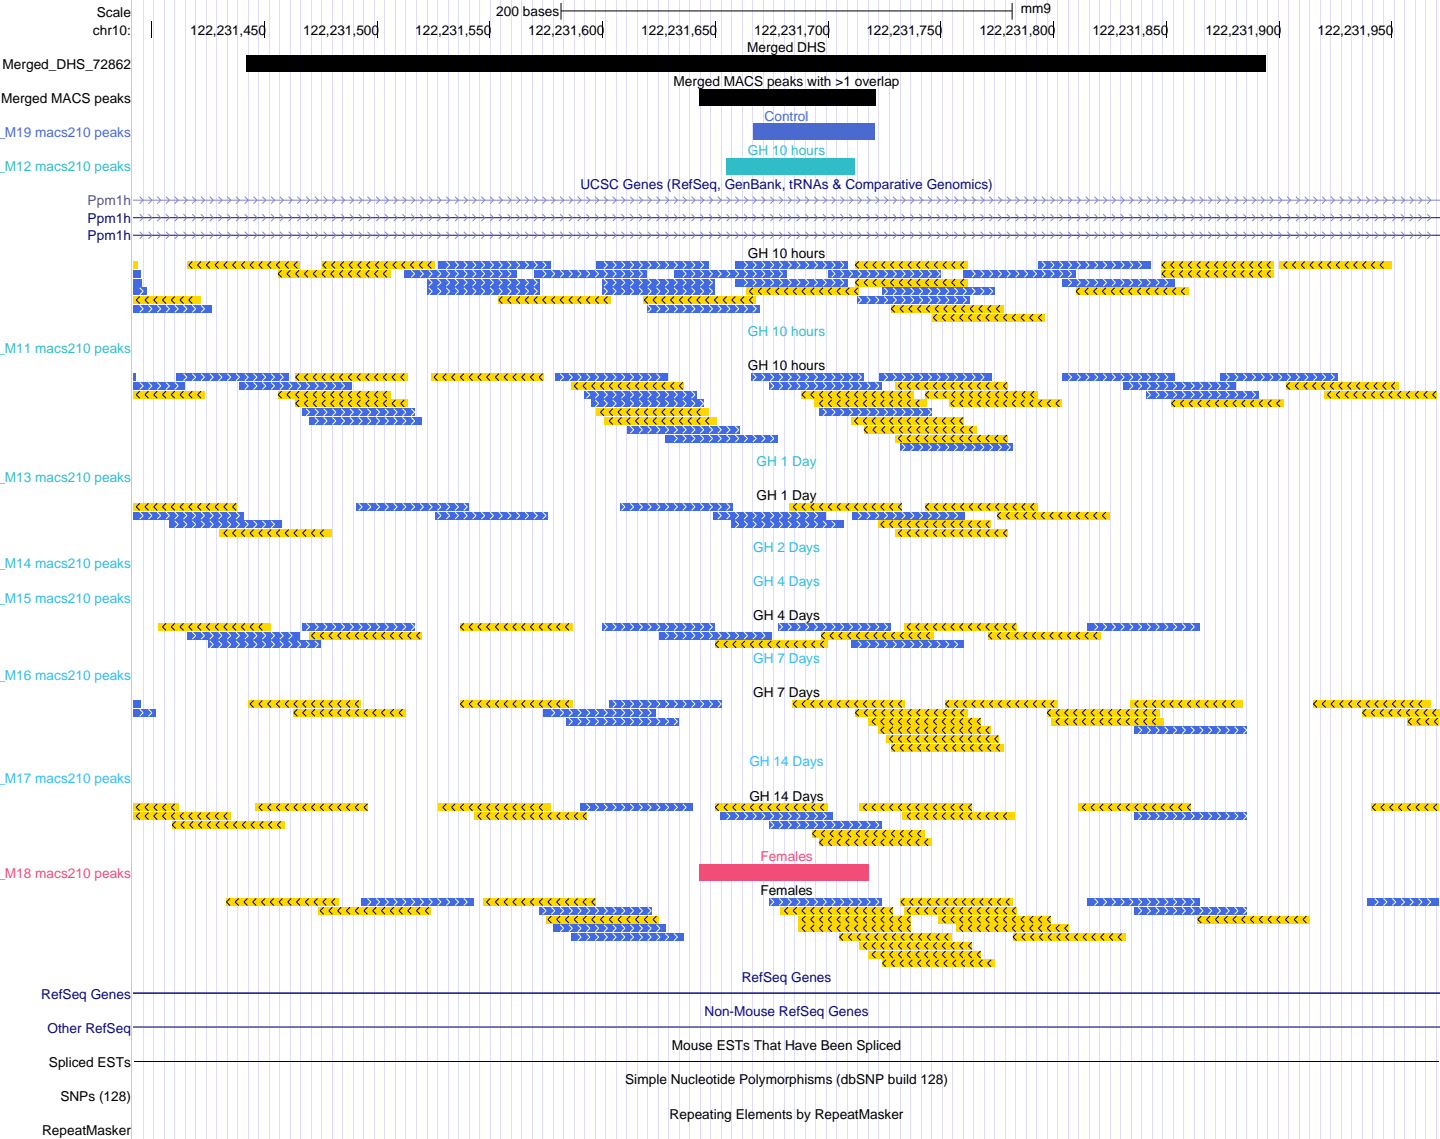 Scale 200 bases mm9
chr10: 122,231,450 122,231,500 122,231,550 122,231,600 122,231,650 122,231,700 122,231,750 122,231,800 122,231,850 122,231,900 122,231,950
Merged DHS
Merged_DHS_72862
Merged MACS peaks with >1 overlap
Merged MACS peaks
Control
_M19 macs210 peaks
GH 10 hours
_M12 macs210 peaks
UCSC Genes (RefSeq, GenBank, tRNAs & Comparative Genomics)
Ppm1h
Ppm1h
Ppm1h
GH 10 hours
GH 10 hours
_M11 macs210 peaks
GH 10 hours
GH 1 Day
_M13 macs210 peaks
GH 1 Day
GH 2 Days
_M14 macs210 peaks
GH 4 Days
_M15 macs210 peaks
GH 4 Days
GH 7 Days
_M16 macs210 peaks
GH 7 Days
GH 14 Days
_M17 macs210 peaks
GH 14 Days
Females
_M18 macs210 peaks
Females
RefSeq Genes
RefSeq Genes
Non-Mouse RefSeq Genes
Other RefSeq
Mouse ESTs That Have Been Spliced
Spliced ESTs
Simple Nucleotide Polymorphisms (dbSNP build 128)
SNPs (128)
Repeating Elements by RepeatMasker
RepeatMasker